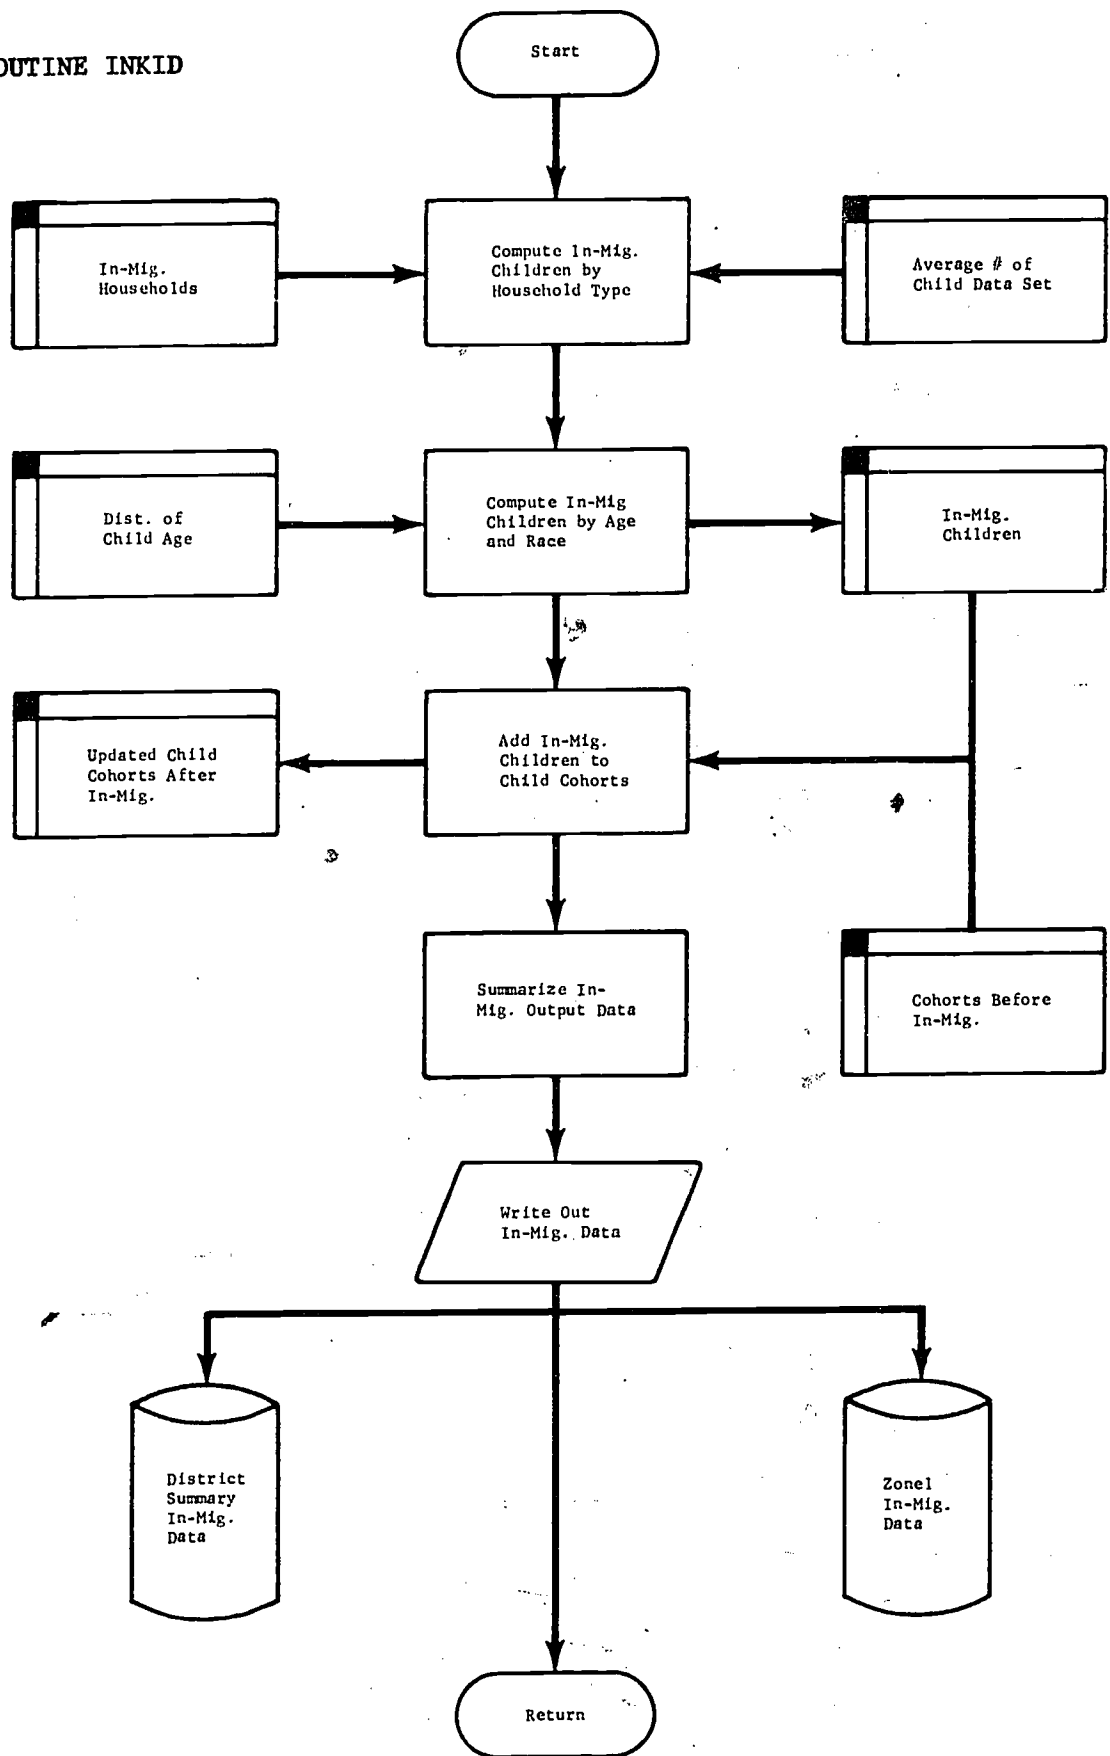 OUTINE INKID
Start
In-Mig.
Households
Compute In-Mig.
Children by
Household Type
Average # of
Child Data Set
Dist. of
Child Age
Compute In-Mig
Children by Age
and Race
In-Mig.
Children
Updated Child
Cohorts After
In-Mig.
Add In-Mig.
Children to
Child Cohorts
Summarize In-
Mig. Output Data
Cohorts Before
In-Mig.
Write Out
In-Mig. Data
District
Summary
In-Mig.
Data
Zonel
In-Mig.
Data
Return